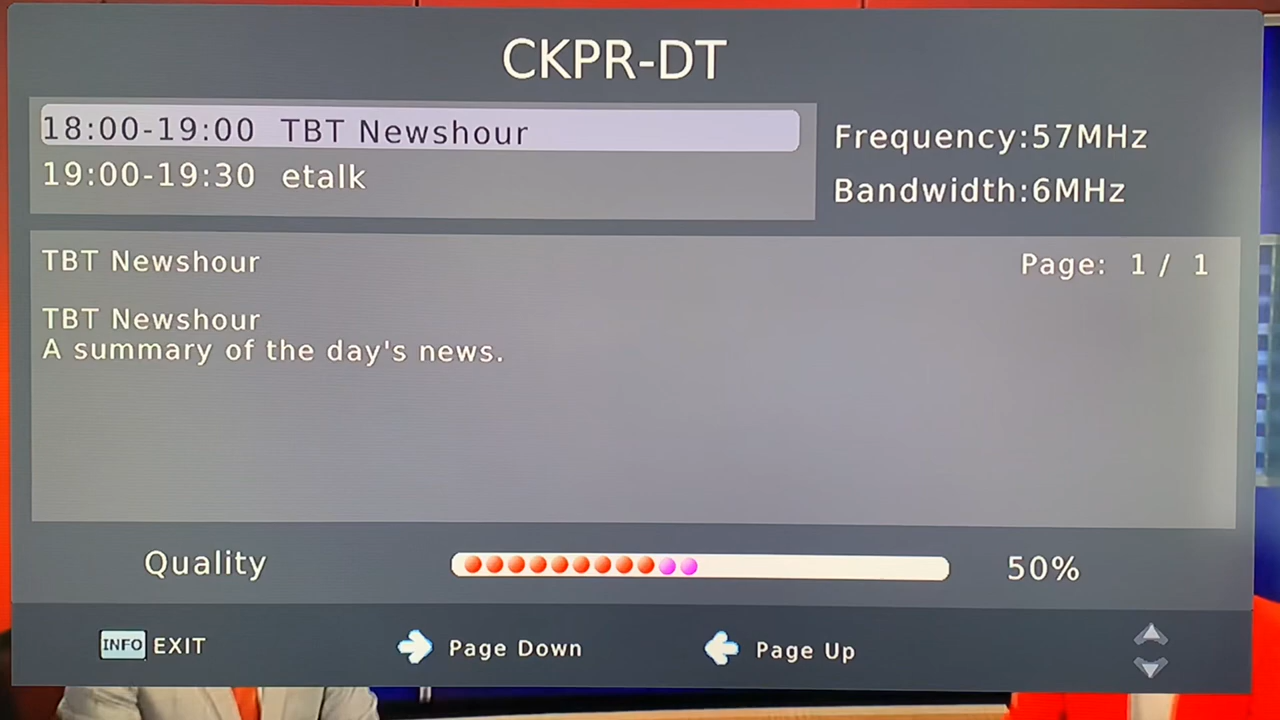 CKPR-DT
18:00-19:00 TBT Newshour
19:00-19:30 etalk
Frequency:57MHz
Bandwidth:6MHz
TBT Newshour
Page: 1 / 1
TBT Newshour
A summary of the day's news.
Quality
50%
INFO EXIT
Page Down
Page Up